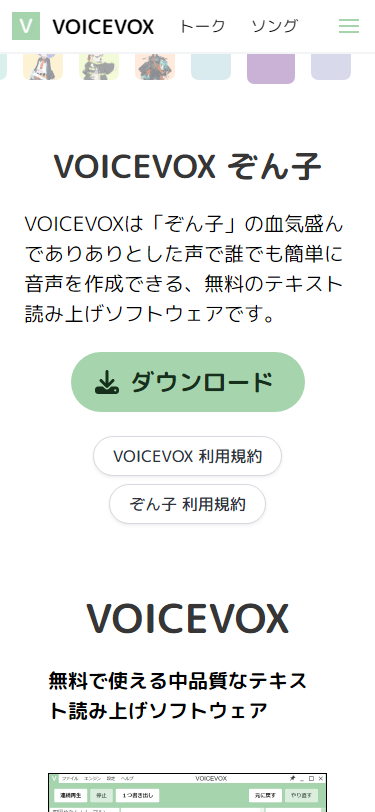 V VOICEVOX トーク ソング
VOICEVOX ぞん子
VOICEVOXは「ぞん子」の血気盛ん
でありありとした声で誰でも簡単に
音声を作成できる、無料のテキスト
読み上げソフトウェアです。
ダウンロード
VOICEVOX 利用規約
ぞん子 利用規約
VOICEVOX
無料で使える中品質なテキス
ト読み上げソフトウェア
ファイル エンジン 設定 ヘルプ VOICEVOX
連続再生 停止 1つ書き出し 元に戻す やり直す